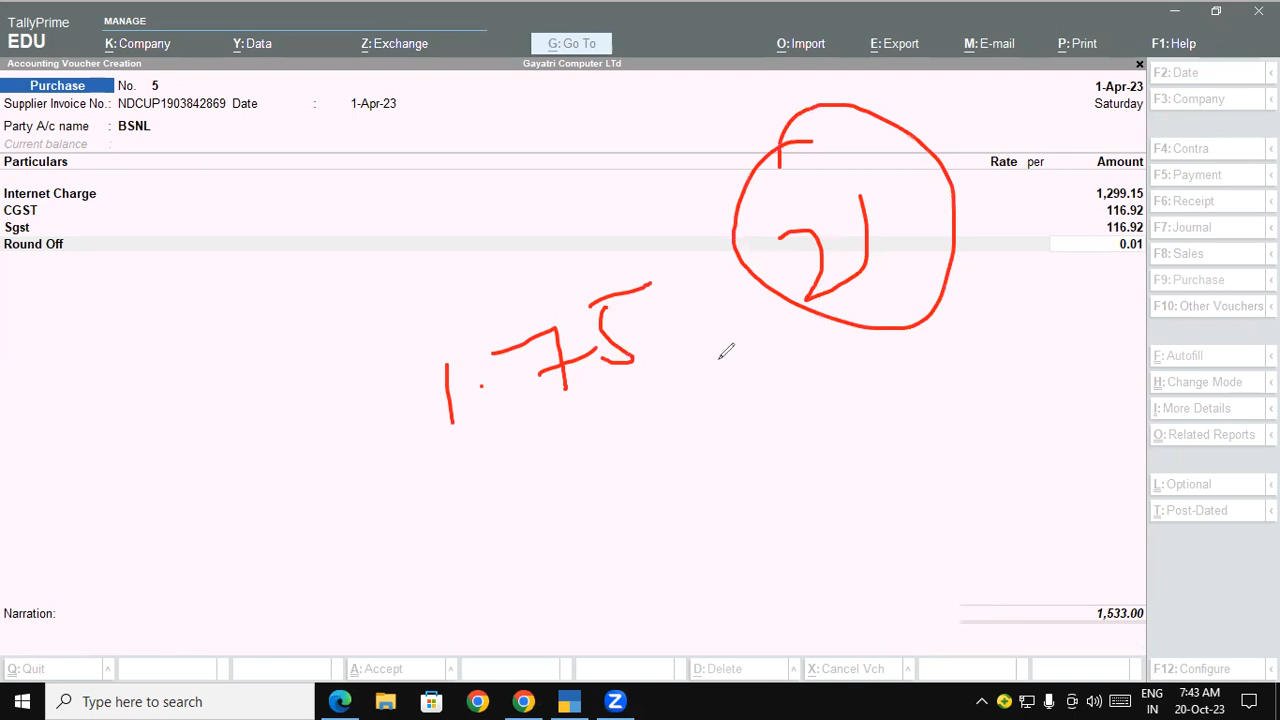 TallyPrime
MANAGE
EDU
K: Company
Y: Data
Z: Exchange
G: Go To
O: Import
E: Export
M: E-mail
P: Print
F1: Help
Accounting Voucher Creation
Gayatri Computer LTd
Purchase No. 5
1-Apr-23
Supplier Invoice No.: NDCUP1903842869 Date : 1-Apr-23
Saturday
Party A/c name : BSNL
Current balance :
Particulars
Rate per
Amount
Internet Charge 1,299.15
CGST 116.92
Sgst 116.92
Round Off 0.01
1.75
Narration:
1,533.00
F2: Date
F3: Company
F4: Contra
F5: Payment
F6: Receipt
F7: Journal
F8: Sales
F9: Purchase
F10: Other Vouchers
F: Autofill
H: Change Mode
I: More Details
O: Related Reports
L: Optional
T: Post-Dated
Q: Quit
A: Accept
D: Delete
X: Cancel Vch
F12: Configure
Type here to search
ENG
IN
7:43 AM
20-Oct-23